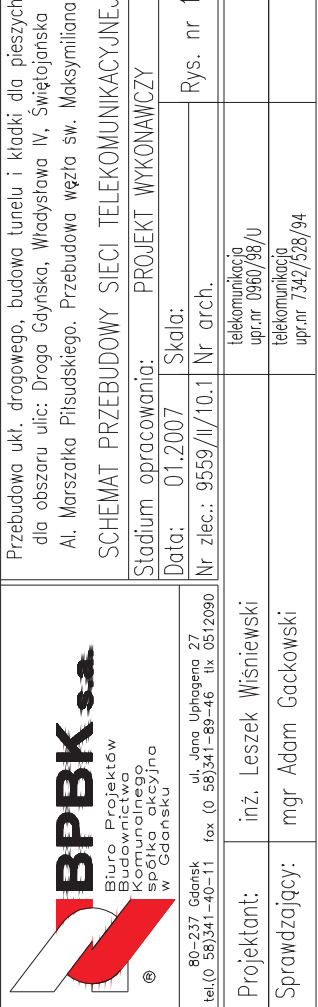 BPBK s.a.
Biuro Projektów
Budownictwa
Komunalnego
spółka akcyjna
w Gdańsku
®
80-237 Gdańsk ul. Jana Uphagena 27
tel.(0 58)341-40-11 fax (0 58)341-89-46 tlx 0512090
Przebudowa ukł. drogowego, budowa tunelu i kładki dla pieszych
dla obszaru ulic: Droga Gdyńska, Władysława IV, Świętojańska
Al. Marszałka Piłsudskiego. Przebudowa węzła św. Maksymiliana
SCHEMAT PRZEBUDOWY SIECI TELEKOMUNIKACYJNEJ
Stadium opracowania: PROJEKT WYKONAWCZY
Data: 01.2007 Skala: Rys. nr 1
Nr zlec.: 9559/II/10.1 Nr arch.
Projektant: inż. Leszek Wiśniewski telekomunikacja
upr.nr 0960/98/U
Sprawdzający: mgr Adam Gackowski telekomunikacja
upr.nr 7342/528/94